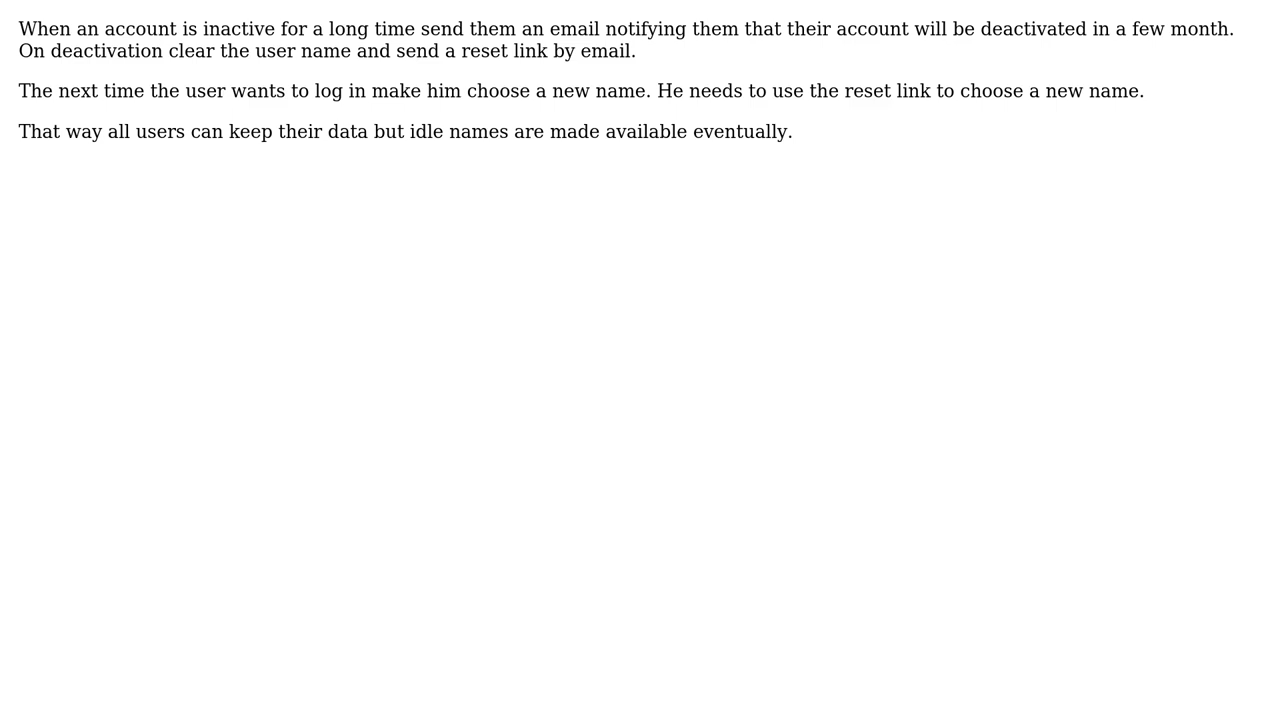 When an account is inactive for a long time send them an email notifying them that their account will be deactivated in a few month.
On deactivation clear the user name and send a reset link by email.
The next time the user wants to log in make him choose a new name. He needs to use the reset link to choose a new name.
That way all users can keep their data but idle names are made available eventually.